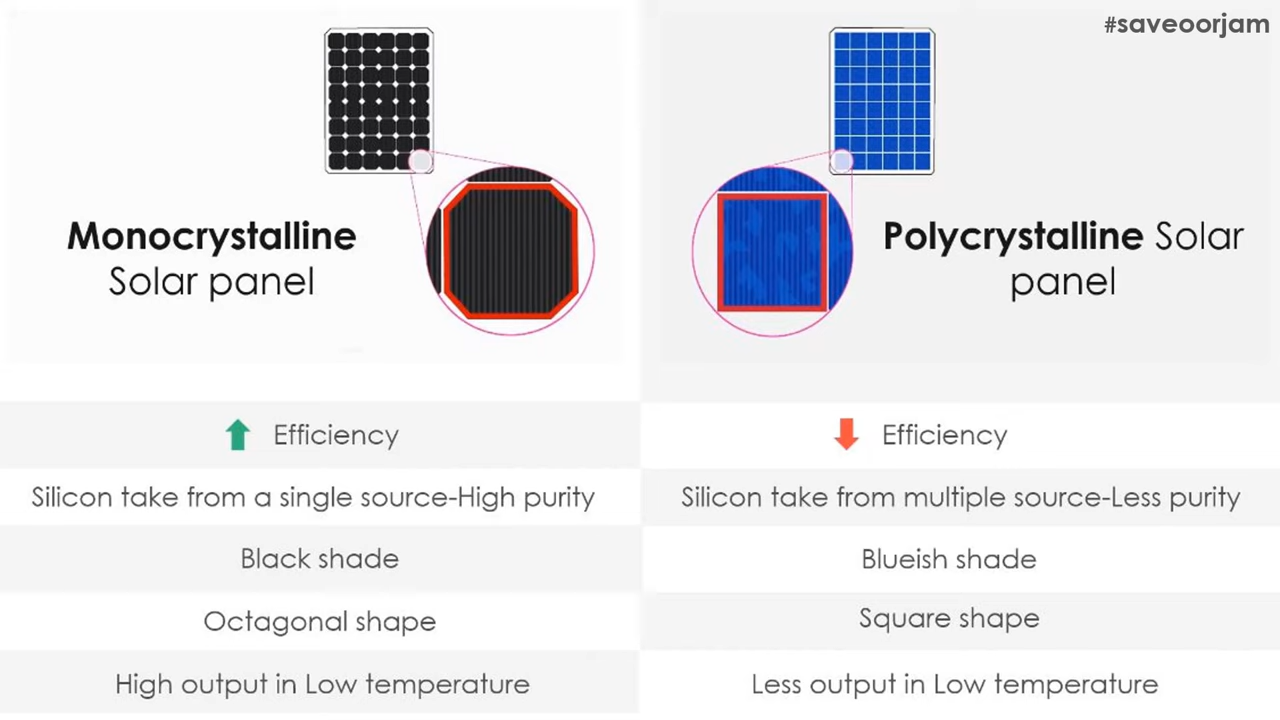 #saveoorjam
Monocrystalline
Solar panel
Polycrystalline Solar
panel
Efficiency
Efficiency
Silicon take from a single source-High purity
Silicon take from multiple source-Less purity
Black shade
Blueish shade
Octagonal shape
Square shape
High output in Low temperature
Less output in Low temperature